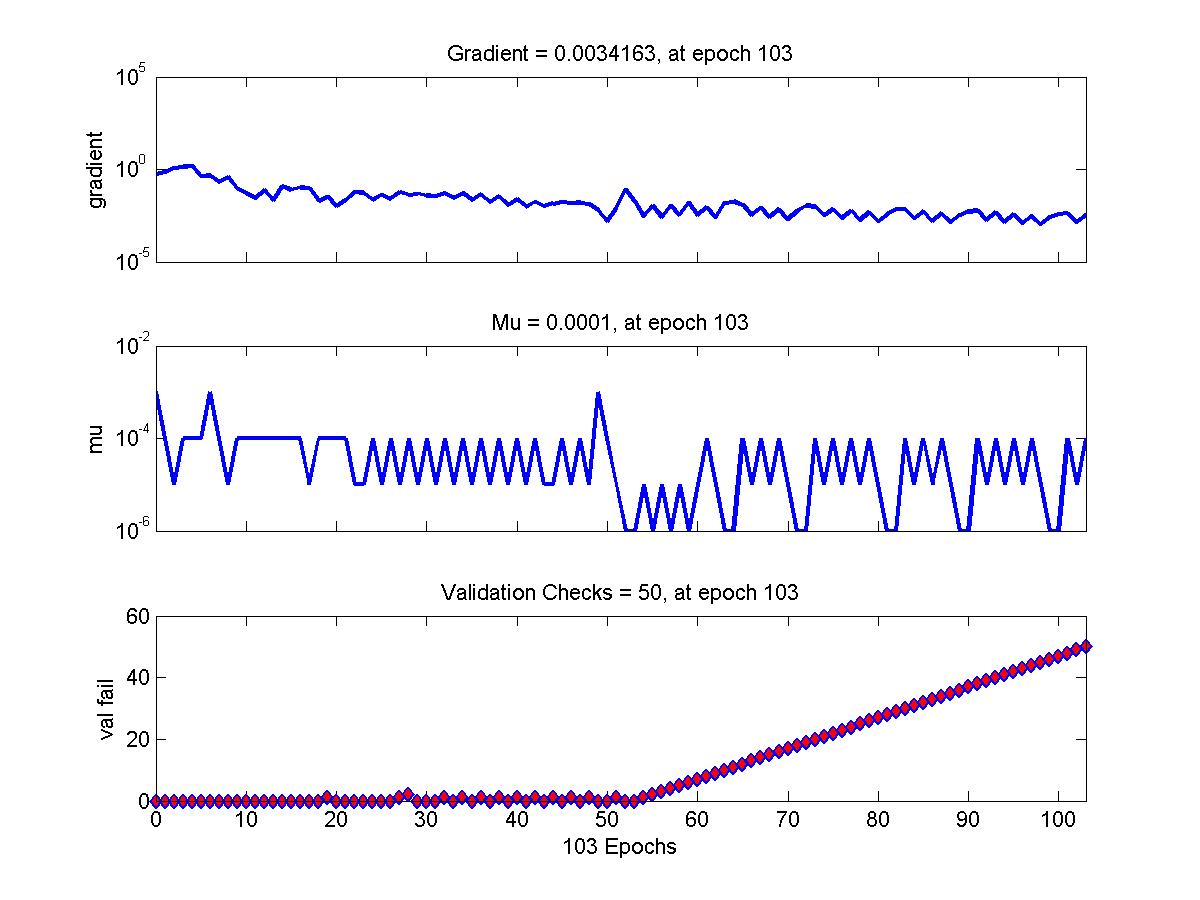 Gradient = 0.0034163, at epoch 103
10^5
10^0
10^-5
gradient
Mu = 0.0001, at epoch 103
10^-2
10^-4
10^-6
mu
Validation Checks = 50, at epoch 103
60
40
20
0
val fail
0 10 20 30 40 50 60 70 80 90 100
103 Epochs